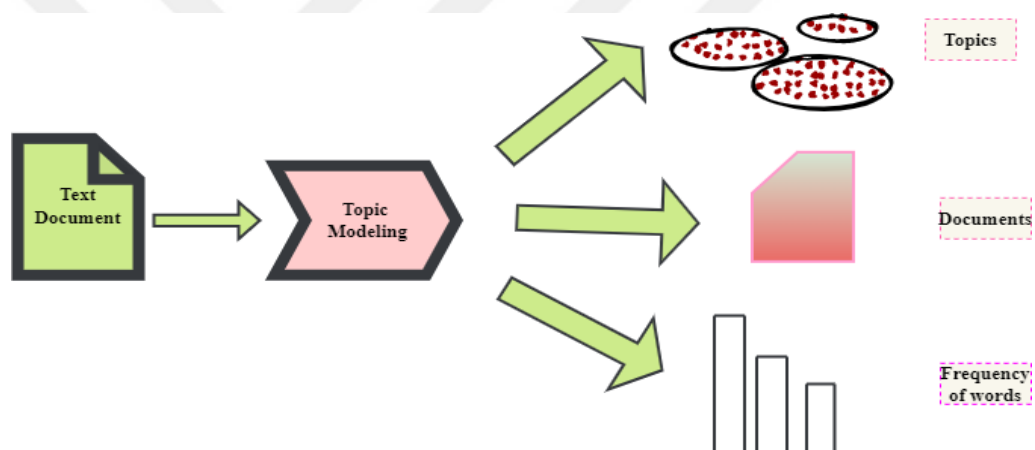 Text
Document
Topic
Modeling
Topics
Documents
Frequency
of words